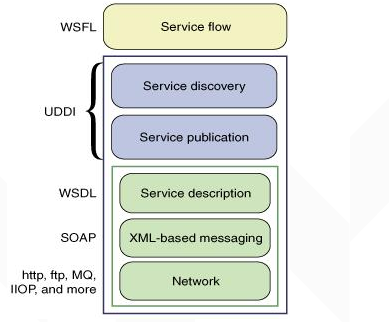 WSFL Service flow
Service discovery
UDDI
Service publication
WSDL Service description
SOAP XML-based messaging
http, ftp, MQ,
IIOP, and more
Network